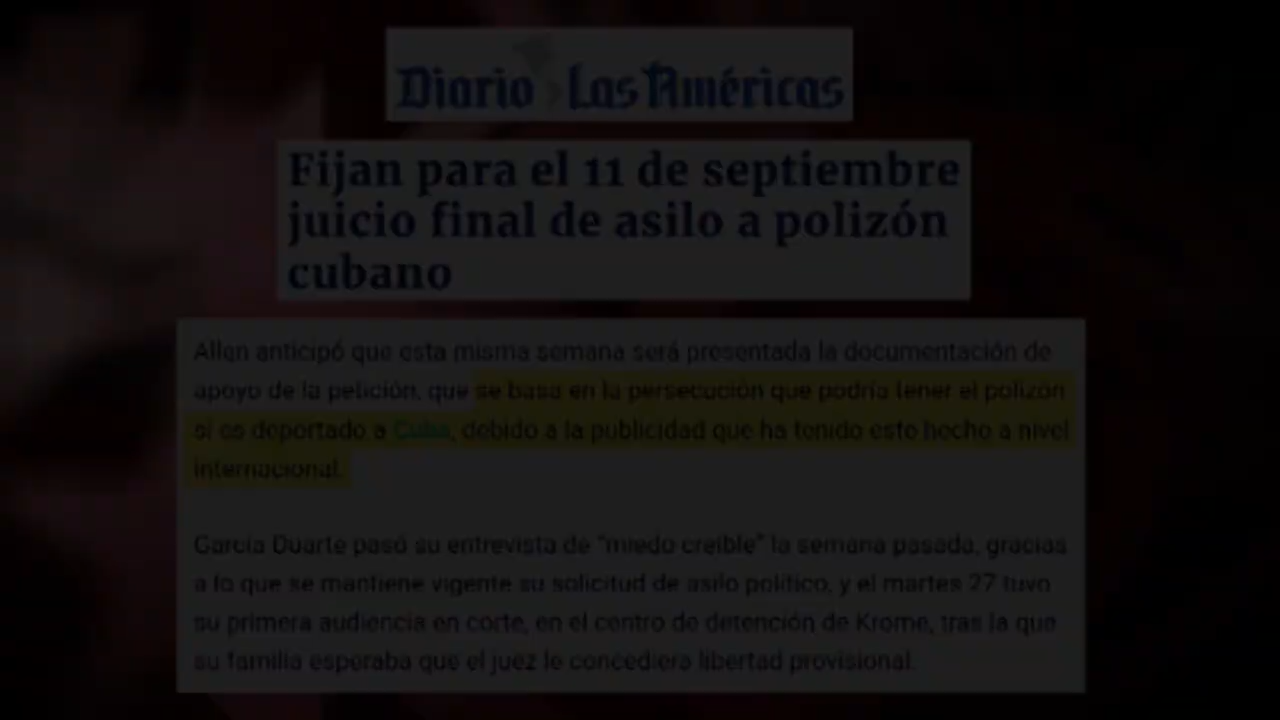 Diario Las Américas
Fijan para el 11 de septiembre
juicio final de asilo a polizón
cubano
Allen anticipó que esta misma semana será presentada la documentación de
apoyo de la petición, que se basa en la persecución que podría tener el polizón
si es deportado a Cuba, debido a la publicidad que ha tenido este hecho a nivel
internacional.
García Duarte pasó su entrevista de "miedo creíble" la semana pasada, gracias
a lo que se mantiene vigente su solicitud de asilo político, y el martes 27 tuvo
su primera audiencia en corte, en el centro de detención de Krome, tras la que
su familia esperaba que el juez le concediera libertad provisional.